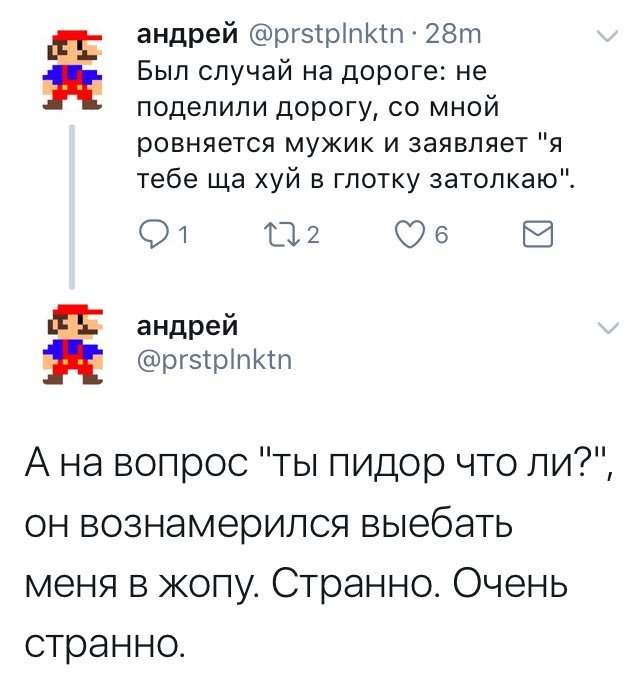 андрей @prstplnktn · 28m
Был случай на дороге: не
поделили дорогу, со мной
ровняется мужик и заявляет "я
тебе ща хуй в глотку затолкаю".
1 2 6
андрей
@prstplnktn
А на вопрос "ты пидор что ли?",
он вознамерился выебать
меня в жопу. Странно. Очень
странно.